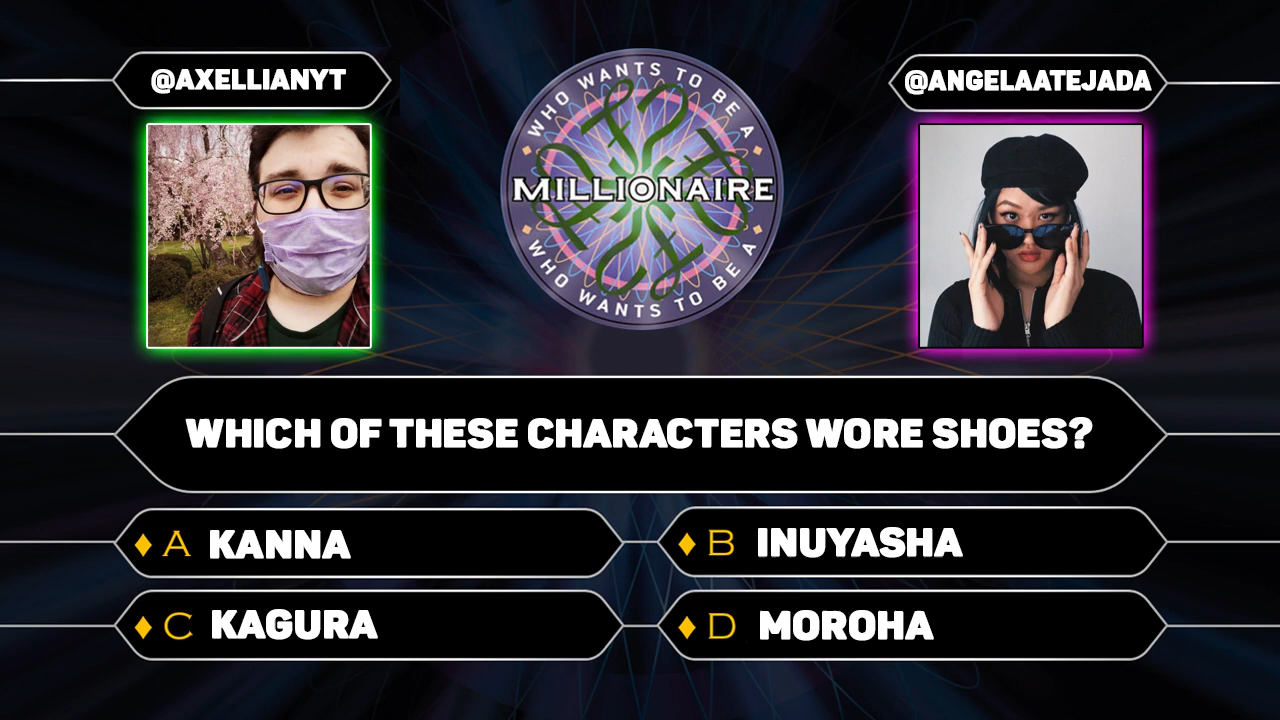 @AXELLIANYT
WHO WANTS TO BE A
MILLIONAIRE
WHO WANTS TO BE A
@ANGELAATEJADA
WHICH OF THESE CHARACTERS WORE SHOES?
A KANNA
B INUYASHA
C KAGURA
D MOROHA